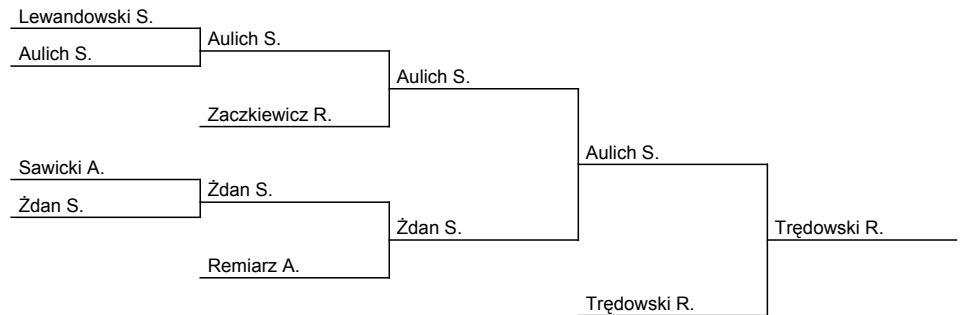 Lewandowski S.
Aulich S.
Aulich S.
Aulich S.
Zaczkiewicz R.
Aulich S.
Sawicki A.
Żdan S.
Żdan S.
Żdan S.
Trędowski R.
Remiarz A.
Trędowski R.